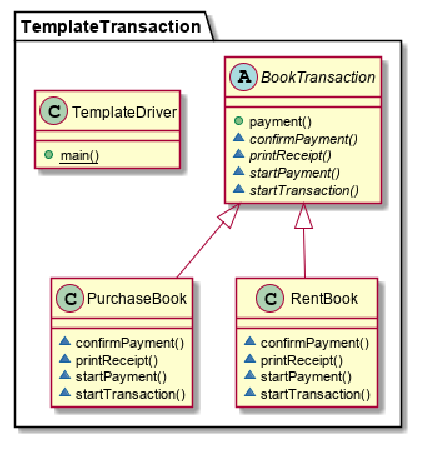 TemplateTransaction
C TemplateDriver
main()
A BookTransaction
payment()
confirmPayment()
printReceipt()
startPayment()
startTransaction()
C PurchaseBook
confirmPayment()
printReceipt()
startPayment()
startTransaction()
C RentBook
confirmPayment()
printReceipt()
startPayment()
startTransaction()